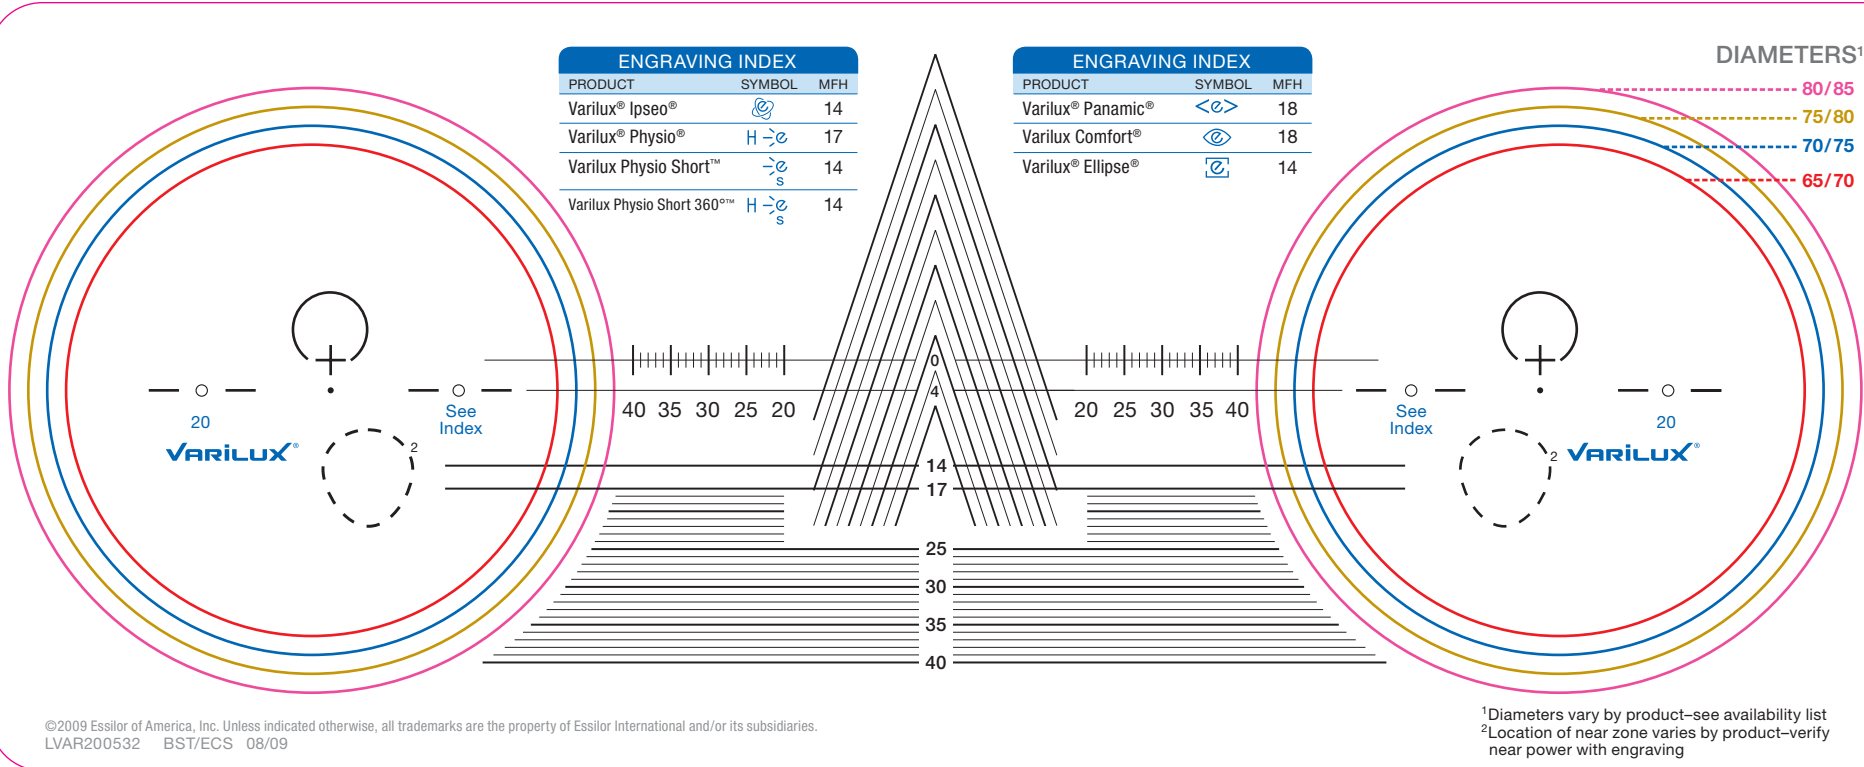 ENGRAVING INDEX
PRODUCT SYMBOL MFH
Varilux® Ipseo® e 14
Varilux® Physio® H e 17
Varilux Physio Short™ e s 14
Varilux Physio Short 360°™ H e s 14
ENGRAVING INDEX
PRODUCT SYMBOL MFH
Varilux® Panamic® <e> 18
Varilux Comfort® e 18
Varilux® Ellipse® e 14
DIAMETERS¹
80/85
75/80
70/75
65/70
0
4
40 35 30 25 20
20 25 30 35 40
20
See
Index
VARiLUX®
2
See
Index
20
2
VARiLUX®
14
17
25
30
35
40
©2009 Essilor of America, Inc. Unless indicated otherwise, all trademarks are the property of Essilor International and/or its subsidiaries.
LVAR200532 BST/ECS 08/09
¹Diameters vary by product–see availability list
²Location of near zone varies by product–verify
near power with engraving